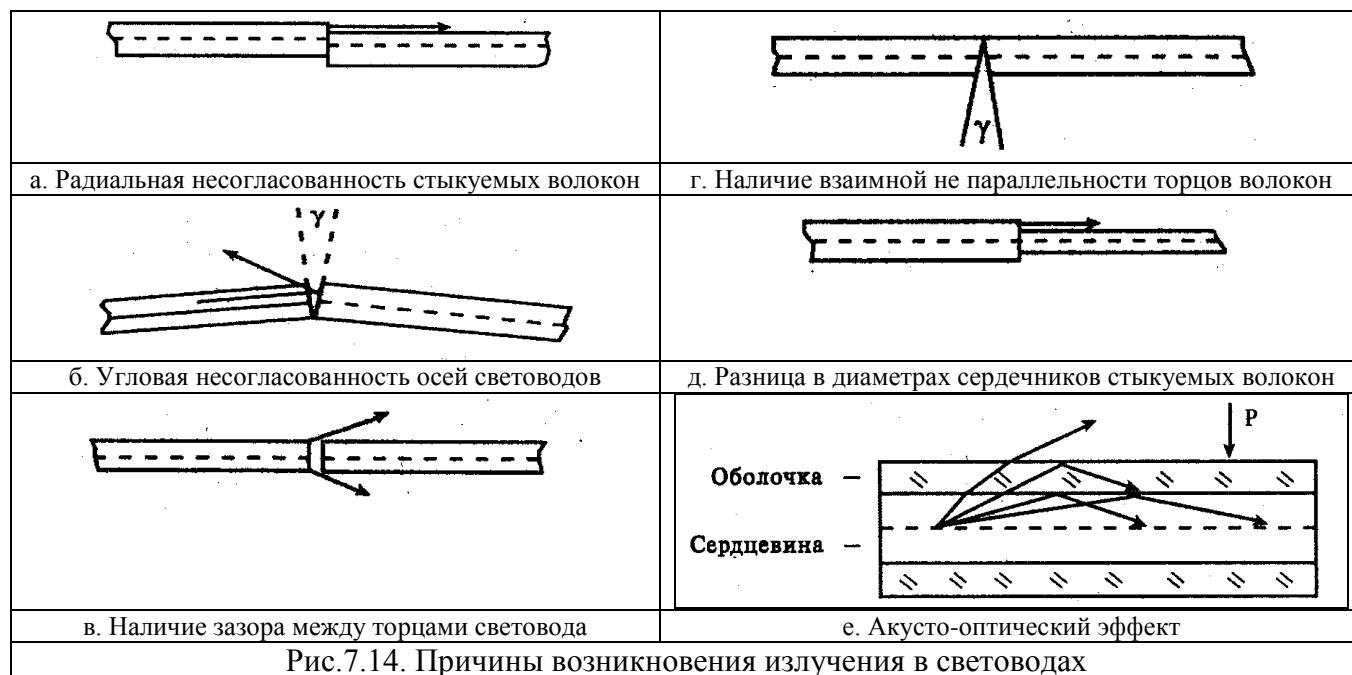 а. Радиальная несогласованность стыкуемых волокон
γ
г. Наличие взаимной не параллельности торцов волокон
γ
б. Угловая несогласованность осей световодов
д. Разница в диаметрах сердечников стыкуемых волокон
в. Наличие зазора между торцами световода
P
Оболочка –
Сердцевина –
е. Акусто-оптический эффект
Рис.7.14. Причины возникновения излучения в световодах